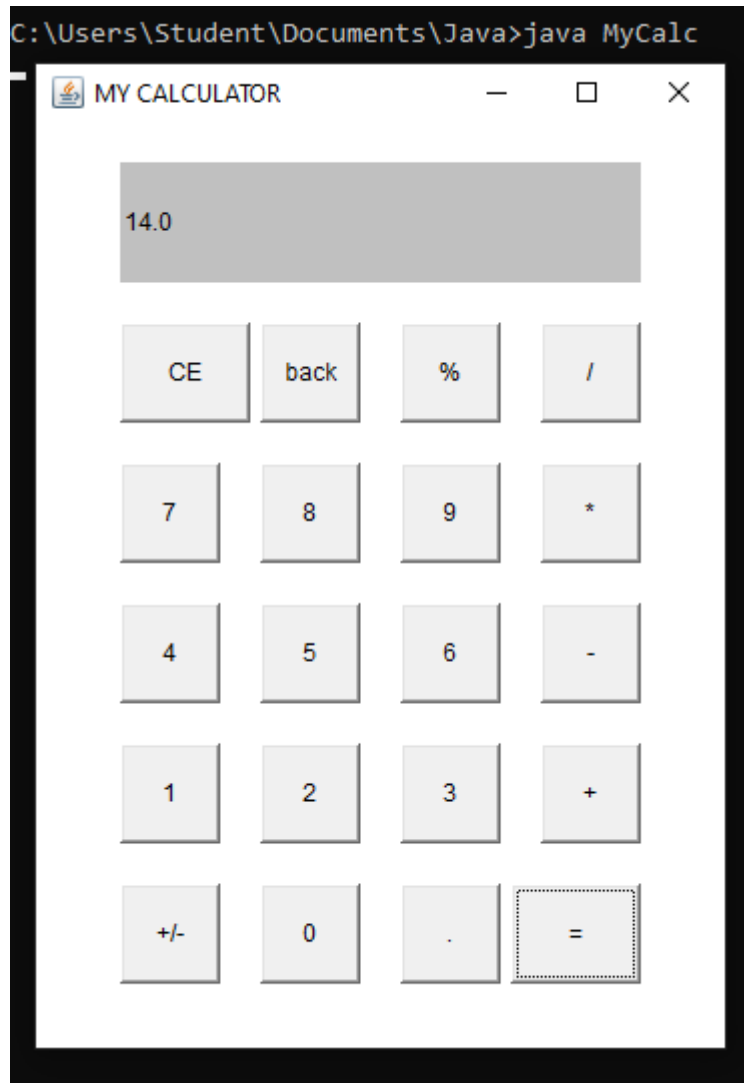 C:\Users\Student\Documents\Java>java MyCalc
MY CALCULATOR
14.0
CE back % /
7 8 9 *
4 5 6 -
1 2 3 +
+/- 0 . =